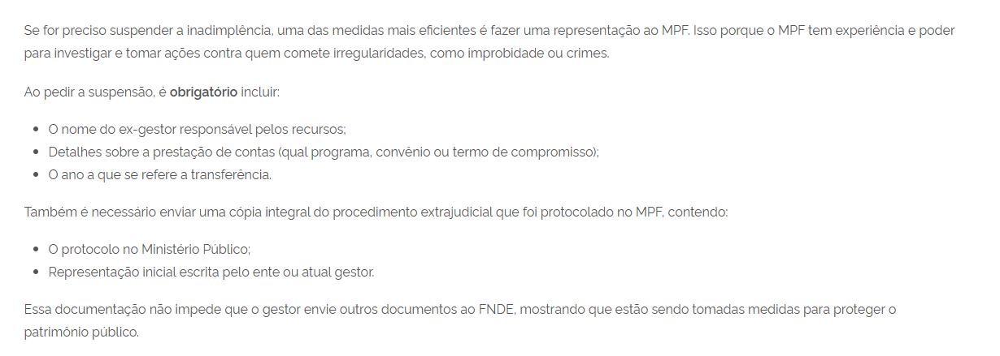 Se for preciso suspender a inadimplência, uma das medidas mais eficientes é fazer uma representação ao MPF. Isso porque o MPF tem experiência e poder
para investigar e tomar ações contra quem comete irregularidades, como improbidade ou crimes.
Ao pedir a suspensão, é obrigatório incluir:
• O nome do ex-gestor responsável pelos recursos;
• Detalhes sobre a prestação de contas (qual programa, convênio ou termo de compromisso);
• O ano a que se refere a transferência.
Também é necessário enviar uma cópia integral do procedimento extrajudicial que foi protocolado no MPF, contendo:
• O protocolo no Ministério Público;
• Representação inicial escrita pelo ente ou atual gestor.
Essa documentação não impede que o gestor envie outros documentos ao FNDE, mostrando que estão sendo tomadas medidas para proteger o
patrimônio público.